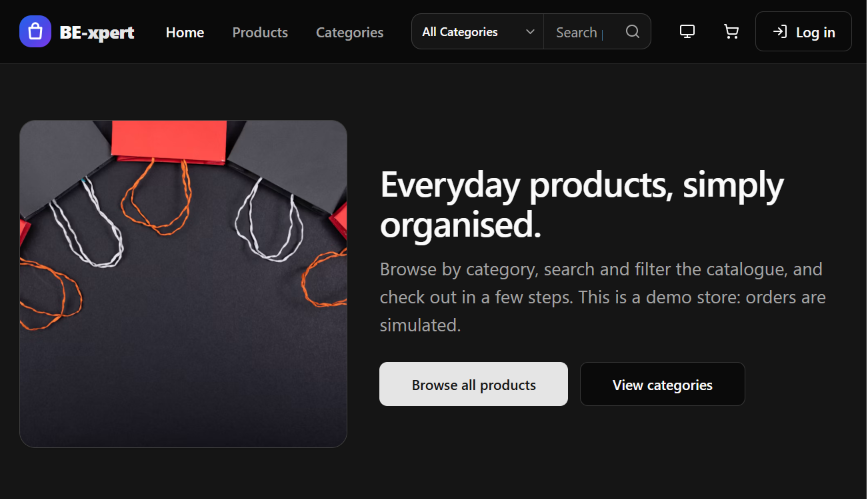 BE-xpert
Home
Products
Categories
All Categories
Search
Log in
Everyday products, simply
organised.
Browse by category, search and filter the catalogue, and
check out in a few steps. This is a demo store: orders are
simulated.
Browse all products
View categories